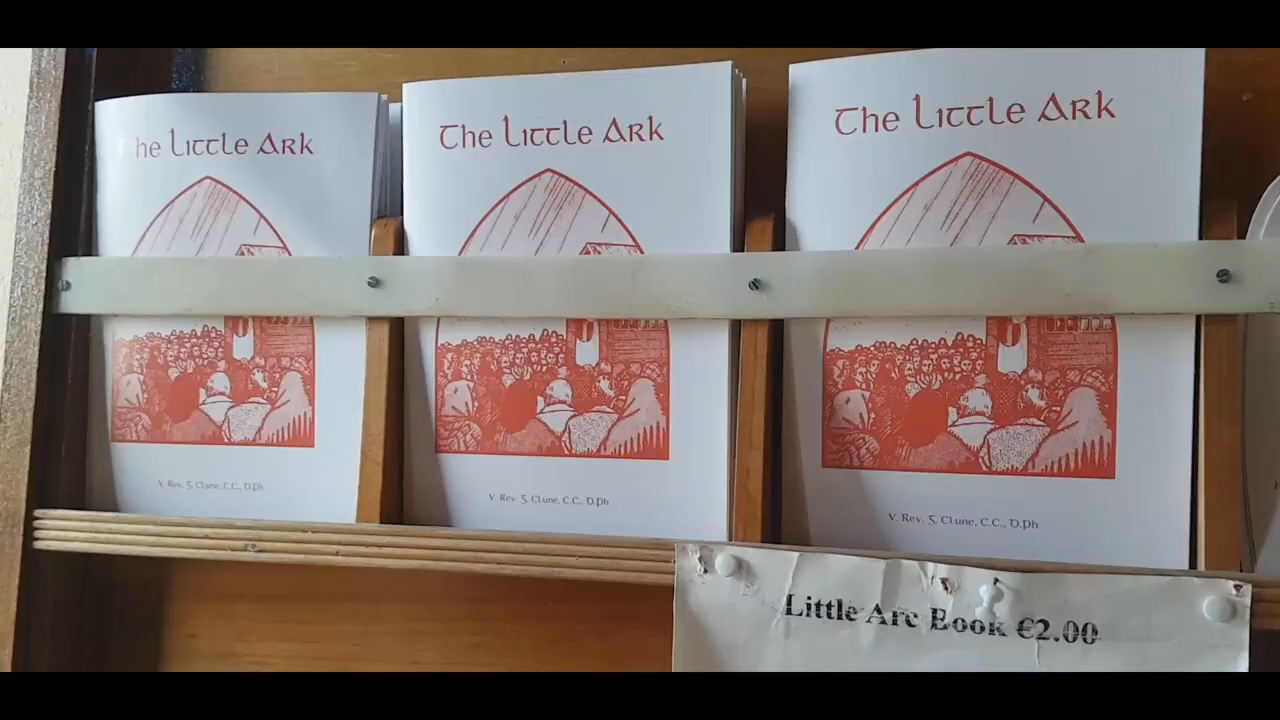 he Little Ark
The Little Ark
The Little Ark
V. Rev. S. Clune, C.C., D.Ph
V. Rev. S. Clune, C.C., D.Ph
V. Rev. S. Clune, C.C., D.Ph
Little Arc Book €2.00